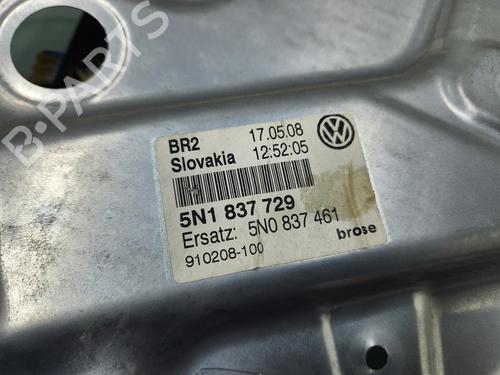 B-PARTS
BR2 17.05.08
Slovakia 12:52:05
5N1 837 729
Ersatz: 5N0 837 461
910208-100 brose